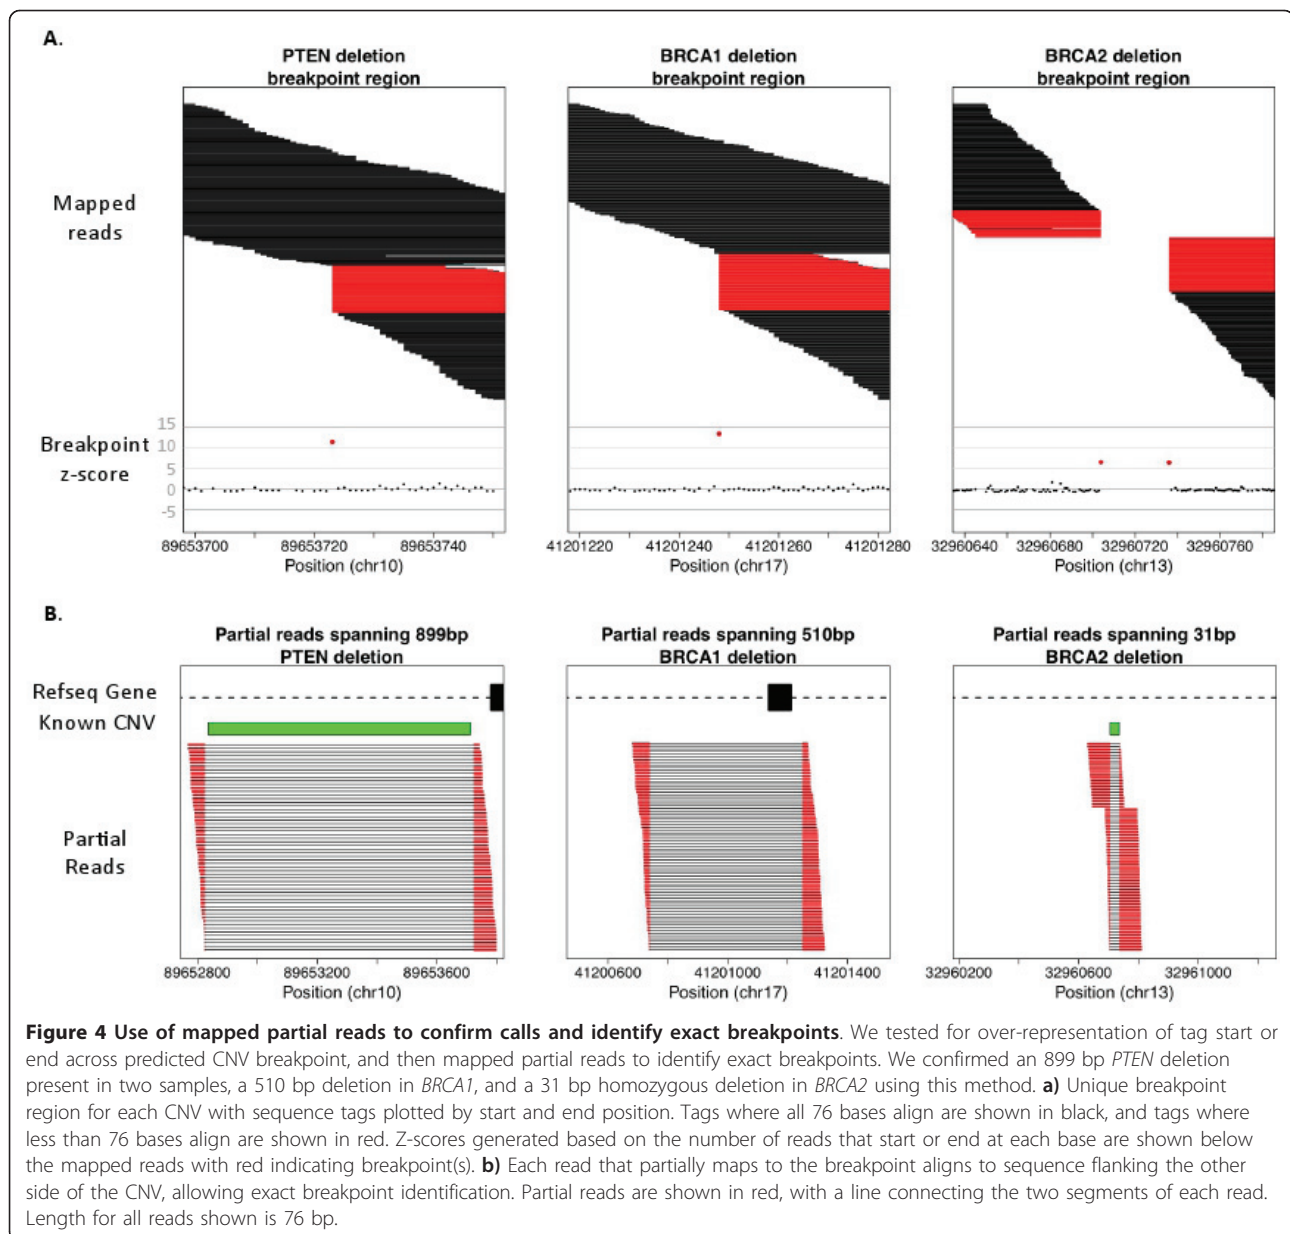 A.
PTEN deletion
breakpoint region
BRCA1 deletion
breakpoint region
BRCA2 deletion
breakpoint region
Mapped
reads
Breakpoint
z-score
15
10
5
0
-5
89653700 89653720 89653740
Position (chr10)
41201220 41201240 41201260 41201280
Position (chr17)
32960640 32960680 32960720 32960760
Position (chr13)
B.
Partial reads spanning 899bp
PTEN deletion
Partial reads spanning 510bp
BRCA1 deletion
Partial reads spanning 31bp
BRCA2 deletion
Refseq Gene
Known CNV
Partial
Reads
89652800 89653200 89653600
Position (chr10)
41200600 41201000 41201400
Position (chr17)
32960200 32960600 32961000
Position (chr13)
Figure 4 Use of mapped partial reads to confirm calls and identify exact breakpoints. We tested for over-representation of tag start or
end across predicted CNV breakpoint, and then mapped partial reads to identify exact breakpoints. We confirmed an 899 bp PTEN deletion
present in two samples, a 510 bp deletion in BRCA1, and a 31 bp homozygous deletion in BRCA2 using this method. a) Unique breakpoint
region for each CNV with sequence tags plotted by start and end position. Tags where all 76 bases align are shown in black, and tags where
less than 76 bases align are shown in red. Z-scores generated based on the number of reads that start or end at each base are shown below
the mapped reads with red indicating breakpoint(s). b) Each read that partially maps to the breakpoint aligns to sequence flanking the other
side of the CNV, allowing exact breakpoint identification. Partial reads are shown in red, with a line connecting the two segments of each read.
Length for all reads shown is 76 bp.